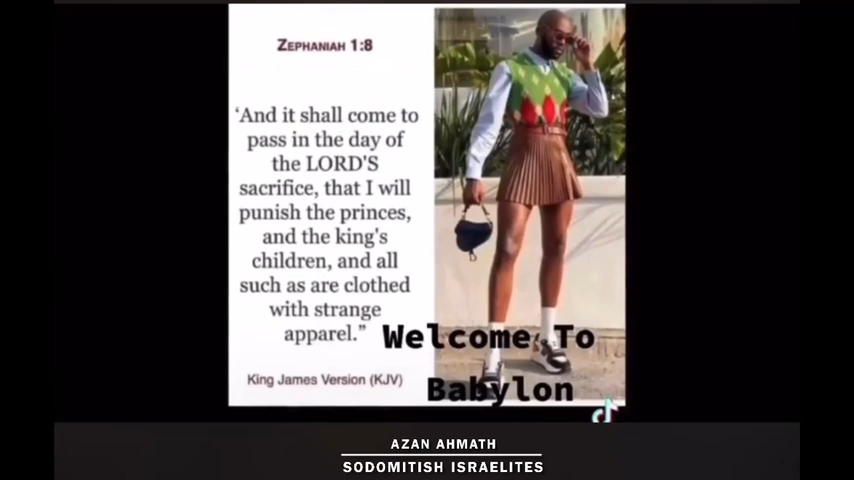 ZEPHANIAH 1:8
‘And it shall come to
pass in the day of
the LORD'S
sacrifice, that I will
punish the princes,
and the king's
children, and all
such as are clothed
with strange
apparel.”
King James Version (KJV)
Welcome To
Babylon
AZAN AHMATH
SODOMITISH ISRAELITES